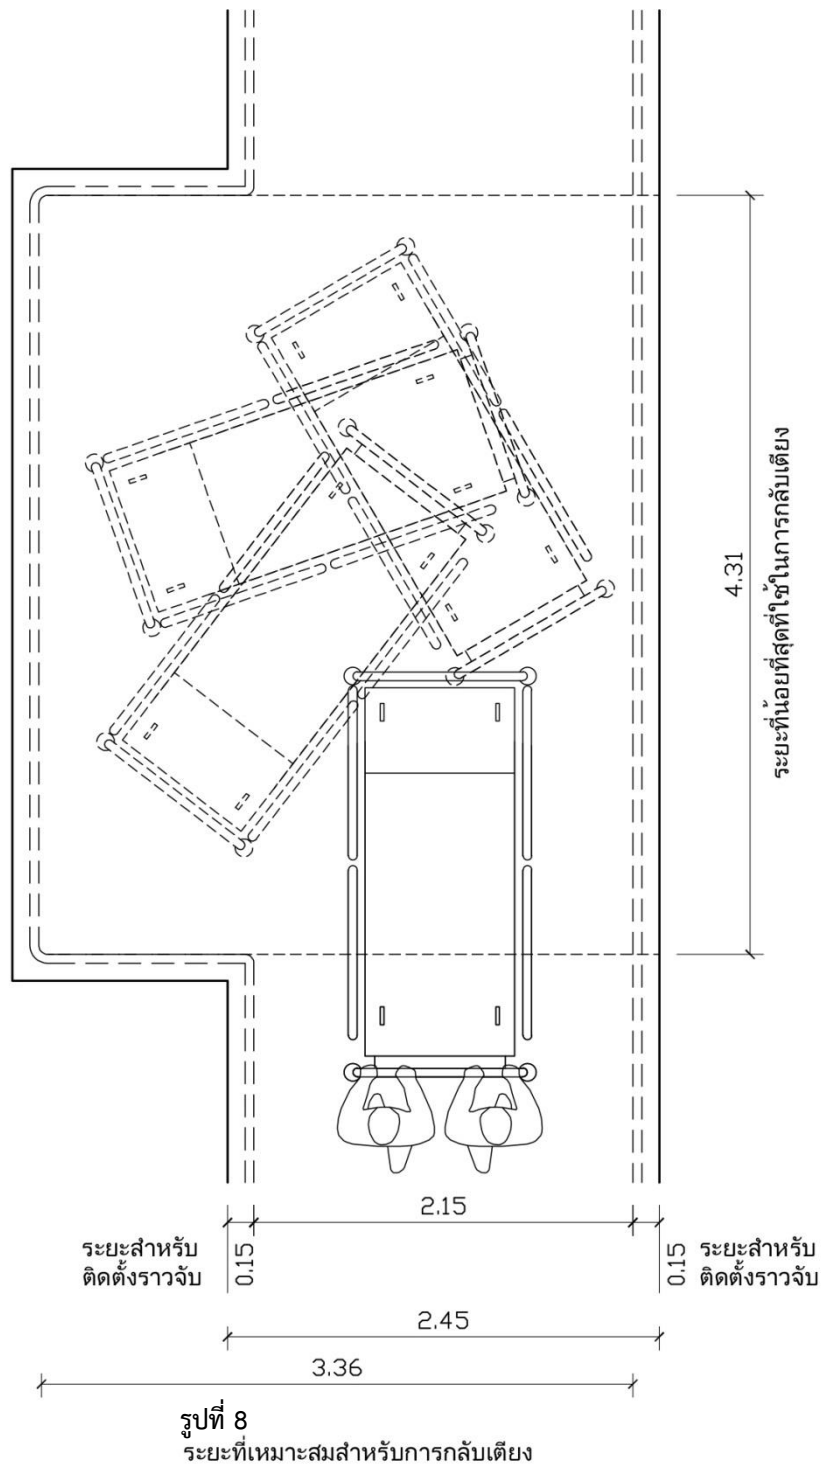 4.31
ระยะที่น้อยที่สุดที่ใช้ในการกลับเตียง
2.15
ระยะสำหรับ
ติดตั้งราวจับ
0.15
0.15
ระยะสำหรับ
ติดตั้งราวจับ
2.45
3.36
รูปที่ 8
ระยะที่เหมาะสมสำหรับการกลับเตียง